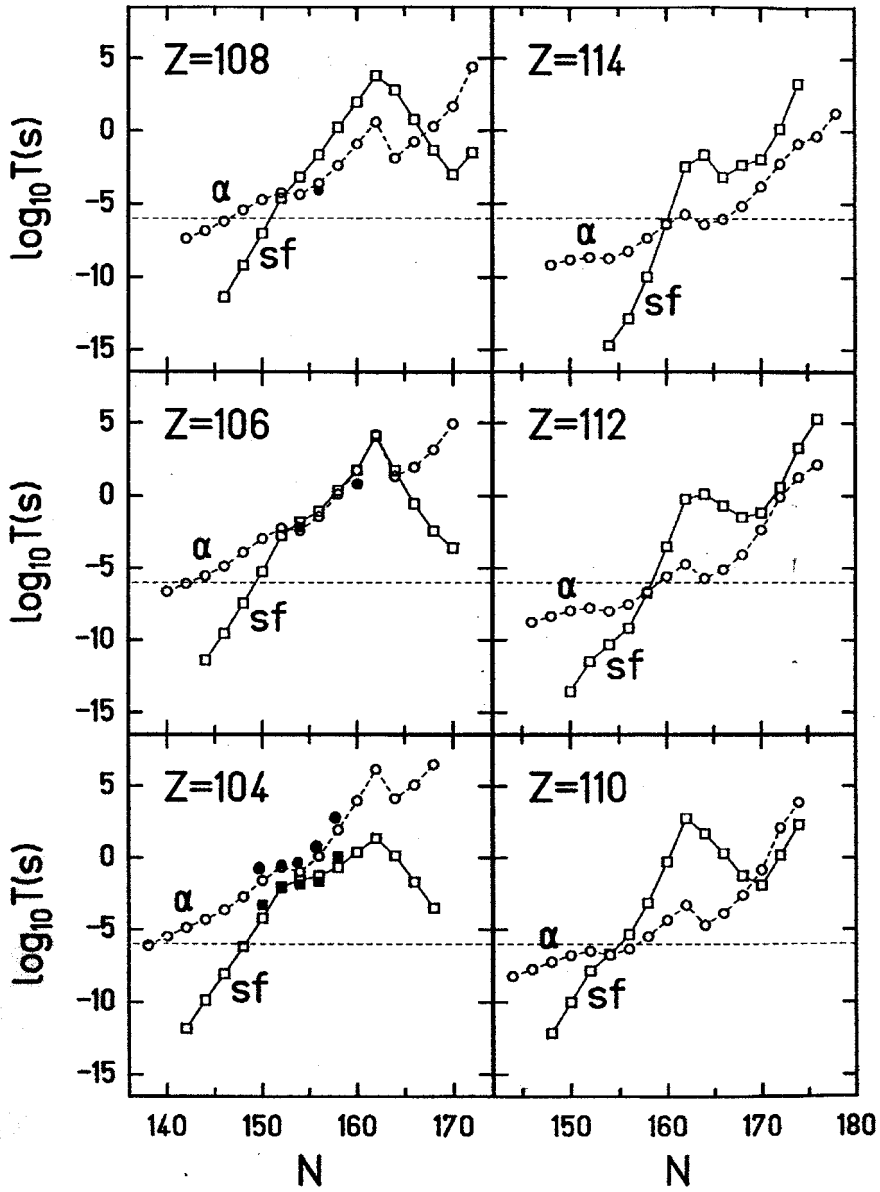 Z=108
Z=114
5
0
-5
-10
-15
log10T(s)
α
sf
α
sf
Z=106
Z=112
5
0
-5
-10
-15
log10T(s)
α
sf
α
sf
Z=104
Z=110
5
0
-5
-10
-15
log10T(s)
α
sf
α
sf
140 150 160 170
150 160 170 180
N
N